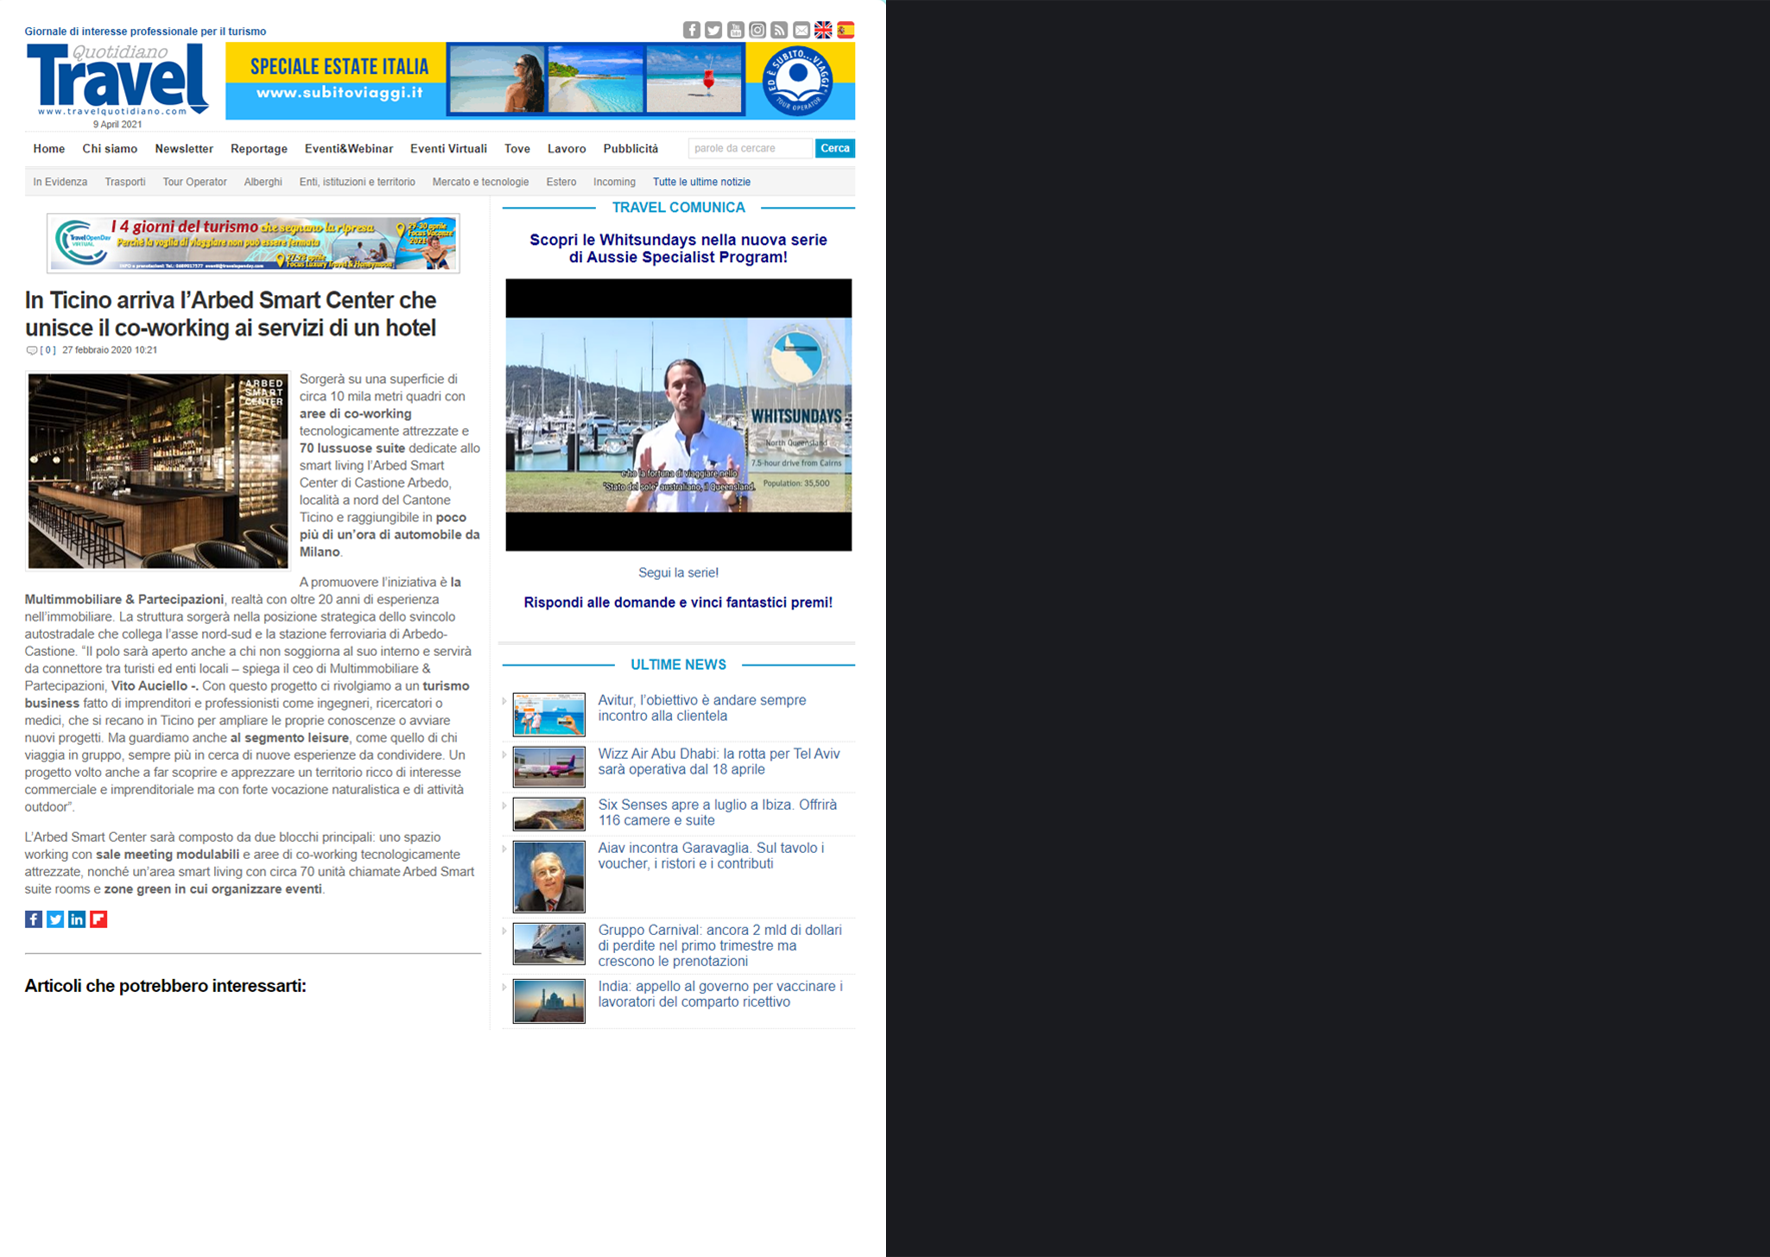 Giornale di interesse professionale per il turismo
Quotidiano
Travel
www.travelquotidiano.com
9 April 2021
SPECIALE ESTATE ITALIA
www.subitoviaggi.it
ED È SUBITO... VIAGGI
TOUR OPERATOR
Home Chi siamo Newsletter Reportage Eventi&Webinar Eventi Virtuali Tove Lavoro Pubblicità parole da cercare Cerca
In Evidenza Trasporti Tour Operator Alberghi Enti, istituzioni e territorio Mercato e tecnologie Estero Incoming Tutte le ultime notizie
TravelOpenDay
VIRTUAL
I 4 giorni del turismo che segnano la ripresa
Perchè la voglia di viaggiare non può essere fermata
29-30 aprile
Focus Vacanze
2021
27-28 aprile
Focus Luxury Travel & Honeymoon
In Ticino arriva l’Arbed Smart Center che
unisce il co-working ai servizi di un hotel
[ 0 ] 27 febbraio 2020 10:21
ARBED
SMART
CENTER
Sorgerà su una superficie di
circa 10 mila metri quadri con
aree di co-working
tecnologicamente attrezzate e
70 lussuose suite dedicate allo
smart living l’Arbed Smart
Center di Castione Arbedo,
località a nord del Cantone
Ticino e raggiungibile in poco
più di un’ora di automobile da
Milano.
A promuovere l’iniziativa è la
Multimmobiliare & Partecipazioni, realtà con oltre 20 anni di esperienza
nell’immobiliare. La struttura sorgerà nella posizione strategica dello svincolo
autostradale che collega l’asse nord-sud e la stazione ferroviaria di Arbedo-
Castione. “Il polo sarà aperto anche a chi non soggiorna al suo interno e servirà
da connettore tra turisti ed enti locali – spiega il ceo di Multimmobiliare &
Partecipazioni, Vito Auciello -. Con questo progetto ci rivolgiamo a un turismo
business fatto di imprenditori e professionisti come ingegneri, ricercatori o
medici, che si recano in Ticino per ampliare le proprie conoscenze o avviare
nuovi progetti. Ma guardiamo anche al segmento leisure, come quello di chi
viaggia in gruppo, sempre più in cerca di nuove esperienze da condividere. Un
progetto volto anche a far scoprire e apprezzare un territorio ricco di interesse
commerciale e imprenditoriale ma con forte vocazione naturalistica e di attività
outdoor”.
L’Arbed Smart Center sarà composto da due blocchi principali: uno spazio
working con sale meeting modulabili e aree di co-working tecnologicamente
attrezzate, nonché un’area smart living con circa 70 unità chiamate Arbed Smart
suite rooms e zone green in cui organizzare eventi.
Articoli che potrebbero interessarti:
TRAVEL COMUNICA
Scopri le Whitsundays nella nuova serie
di Aussie Specialist Program!
WHITSUNDAYS
North Queensland
7.5-hour drive from Cairns
Population: 35,500
e ho la fortuna di viaggiare nello
"Stato del sole" australiano, il Queensland.
Segui la serie!
Rispondi alle domande e vinci fantastici premi!
ULTIME NEWS
Avitur, l’obiettivo è andare sempre
incontro alla clientela
Wizz Air Abu Dhabi: la rotta per Tel Aviv
sarà operativa dal 18 aprile
Six Senses apre a luglio a Ibiza. Offrirà
116 camere e suite
Aiav incontra Garavaglia. Sul tavolo i
voucher, i ristori e i contributi
Gruppo Carnival: ancora 2 mld di dollari
di perdite nel primo trimestre ma
crescono le prenotazioni
India: appello al governo per vaccinare i
lavoratori del comparto ricettivo